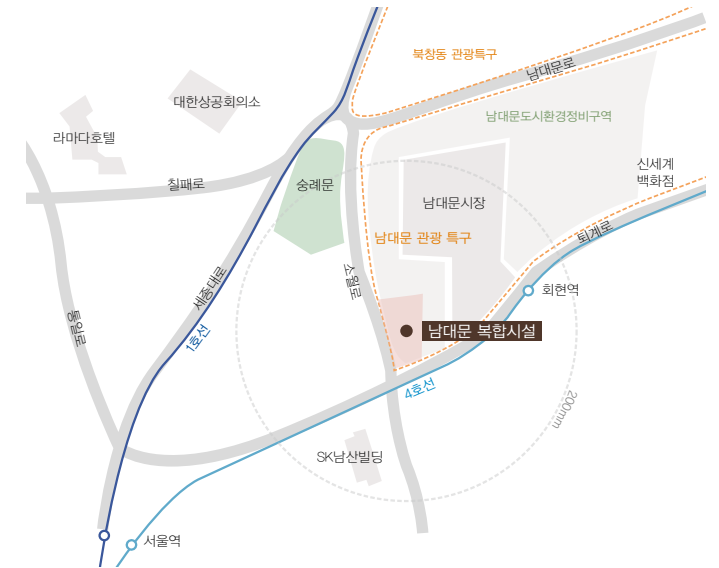 북창동 관광특구
남대문로
대한상공회의소
남대문도시환경정비구역
라마다호텔
신세계
백화점
칠패로
숭례문
남대문시장
남대문 관광 특구
퇴계로
소월로
세종대로
회현역
통일로
1호선
남대문 복합시설
4호선
200mm
SK남산빌딩
서울역